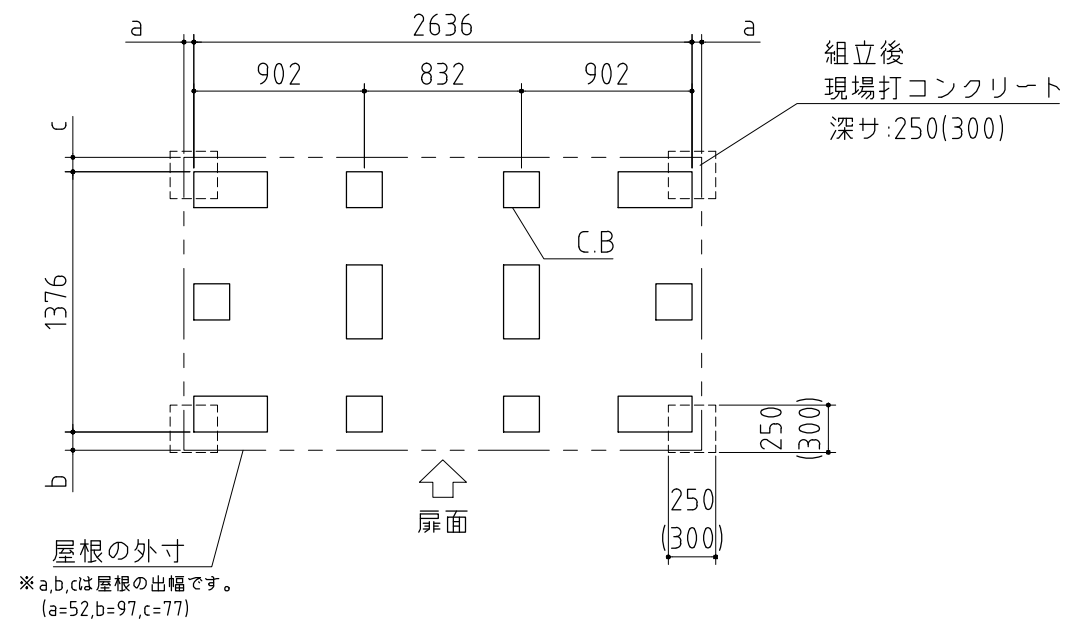 a
2636
a
902
832
902
組立後
現場打コンクリート
深サ:250(300)
c
C.B
1376
250
(300)
b
250
(300)
扉面
屋根の外寸
※a,b,cは屋根の出幅です。
(a=52,b=97,c=77)